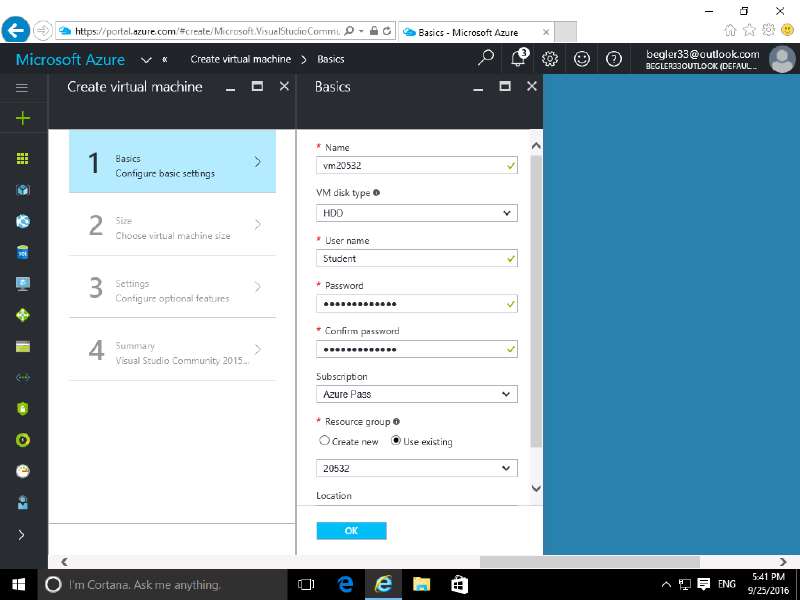 https://portal.azure.com/#create/Microsoft.VisualStudioCommu
Basics - Microsoft Azure
Microsoft Azure
Create virtual machine
Basics
3
begler33@outlook.com
BEGLER33OUTLOOK (DEFAUL...
Create virtual machine
Basics
1
Basics
Configure basic settings
2
Size
Choose virtual machine size
3
Settings
Configure optional features
4
Summary
Visual Studio Community 2015...
* Name
vm20532
VM disk type
HDD
* User name
Student
* Password
* Confirm password
Subscription
Azure Pass
* Resource group
Create new
Use existing
20532
Location
OK
I'm Cortana. Ask me anything.
ENG
5:41 PM
9/25/2016